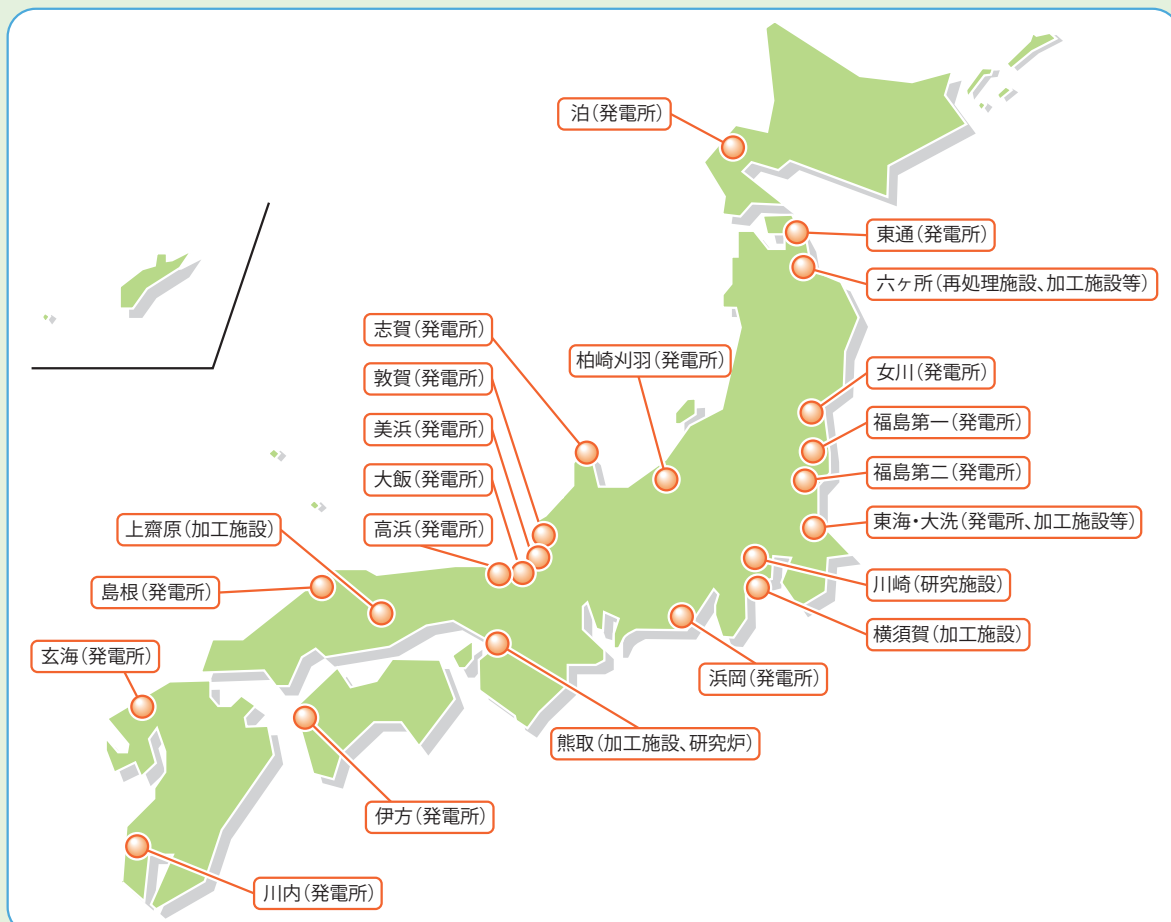 泊(発電所)
東通(発電所)
六ヶ所(再処理施設、加工施設等)
志賀(発電所)
柏崎刈羽(発電所)
敦賀(発電所)
女川(発電所)
美浜(発電所)
福島第一(発電所)
大飯(発電所)
福島第二(発電所)
高浜(発電所)
東海・大洗(発電所、加工施設等)
上齋原(加工施設)
川崎(研究施設)
島根(発電所)
横須賀(加工施設)
玄海(発電所)
浜岡(発電所)
熊取(加工施設、研究炉)
伊方(発電所)
川内(発電所)